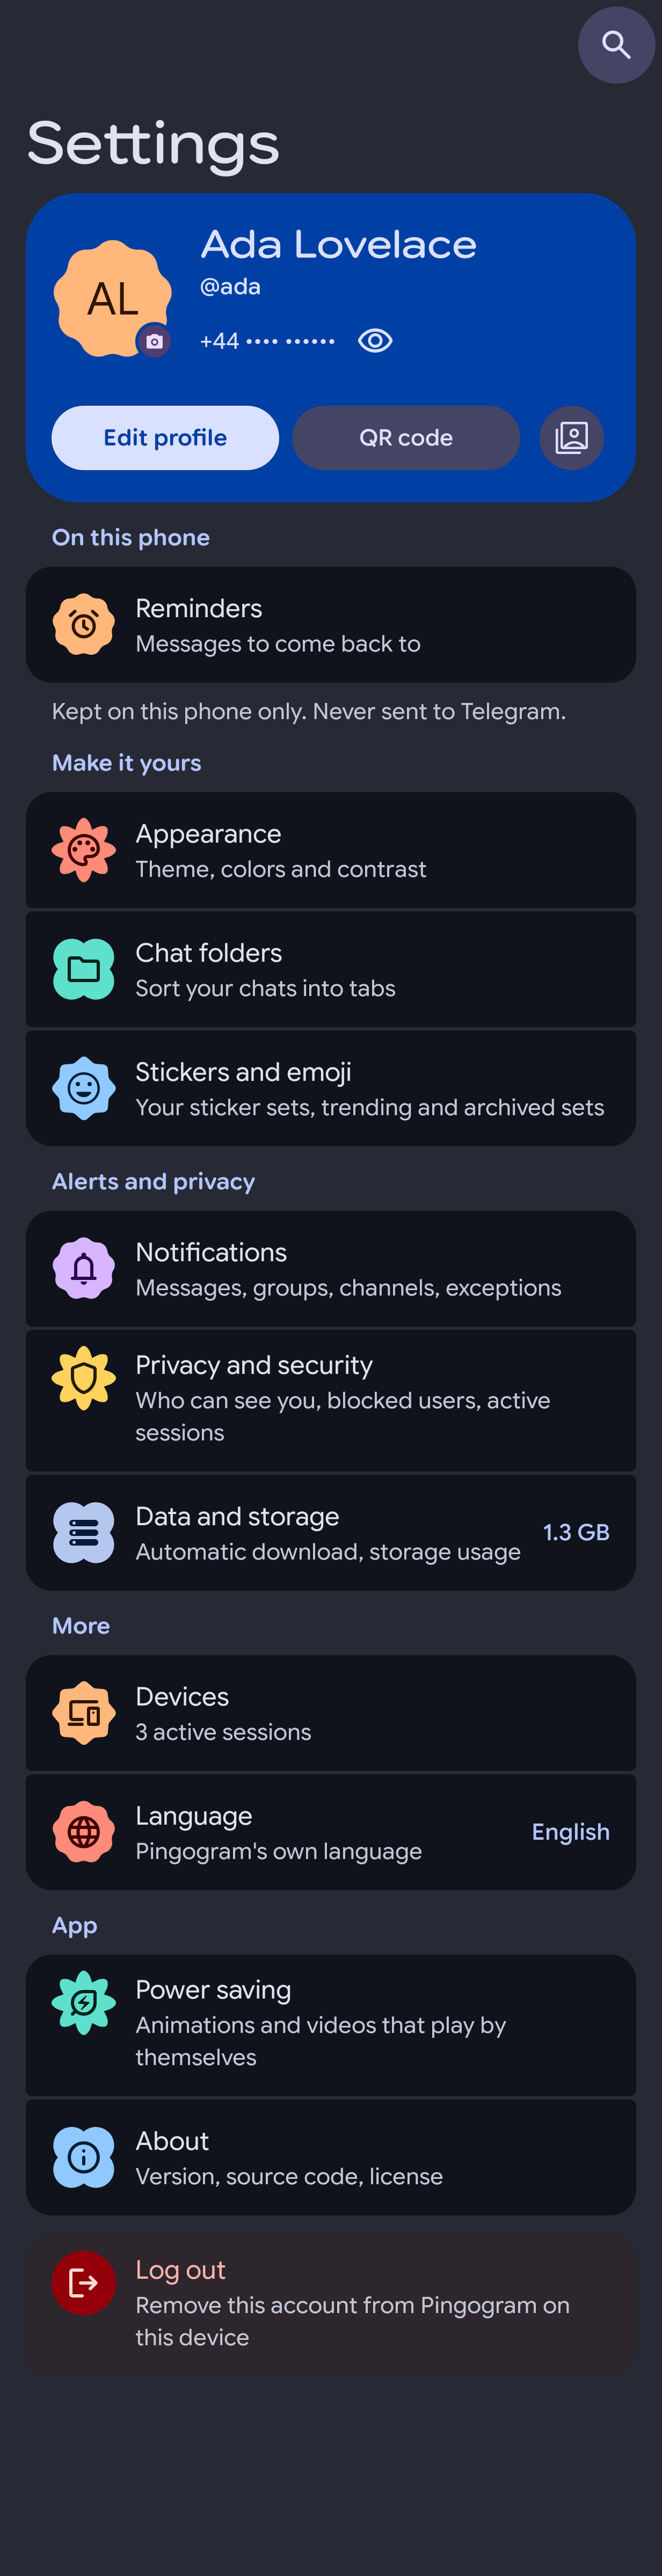 Settings
AL
Ada Lovelace
@ada
+44 •••• ••••••
Edit profile
QR code
On this phone
Reminders
Messages to come back to
Kept on this phone only. Never sent to Telegram.
Make it yours
Appearance
Theme, colors and contrast
Chat folders
Sort your chats into tabs
Stickers and emoji
Your sticker sets, trending and archived sets
Alerts and privacy
Notifications
Messages, groups, channels, exceptions
Privacy and security
Who can see you, blocked users, active
sessions
Data and storage
Automatic download, storage usage
1.3 GB
More
Devices
3 active sessions
Language
Pingogram's own language
English
App
Power saving
Animations and videos that play by
themselves
About
Version, source code, license
Log out
Remove this account from Pingogram on
this device